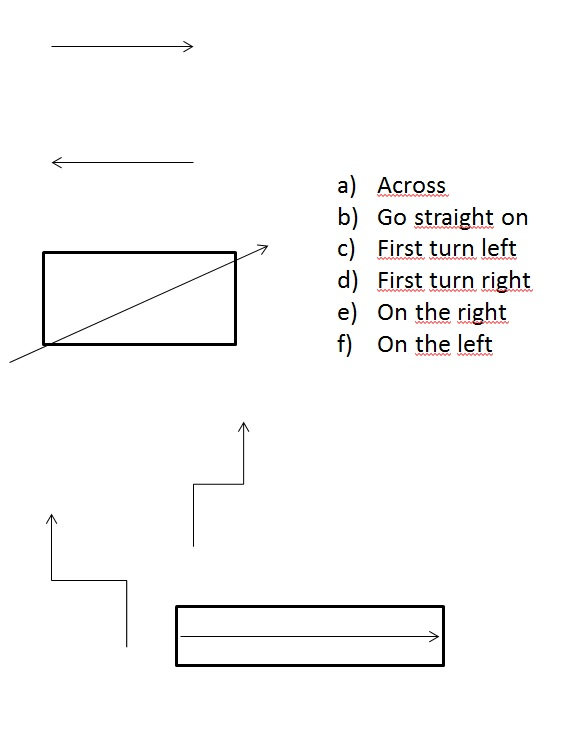 a) Across
b) Go straight on
c) First turn left
d) First turn right
e) On the right
f) On the left